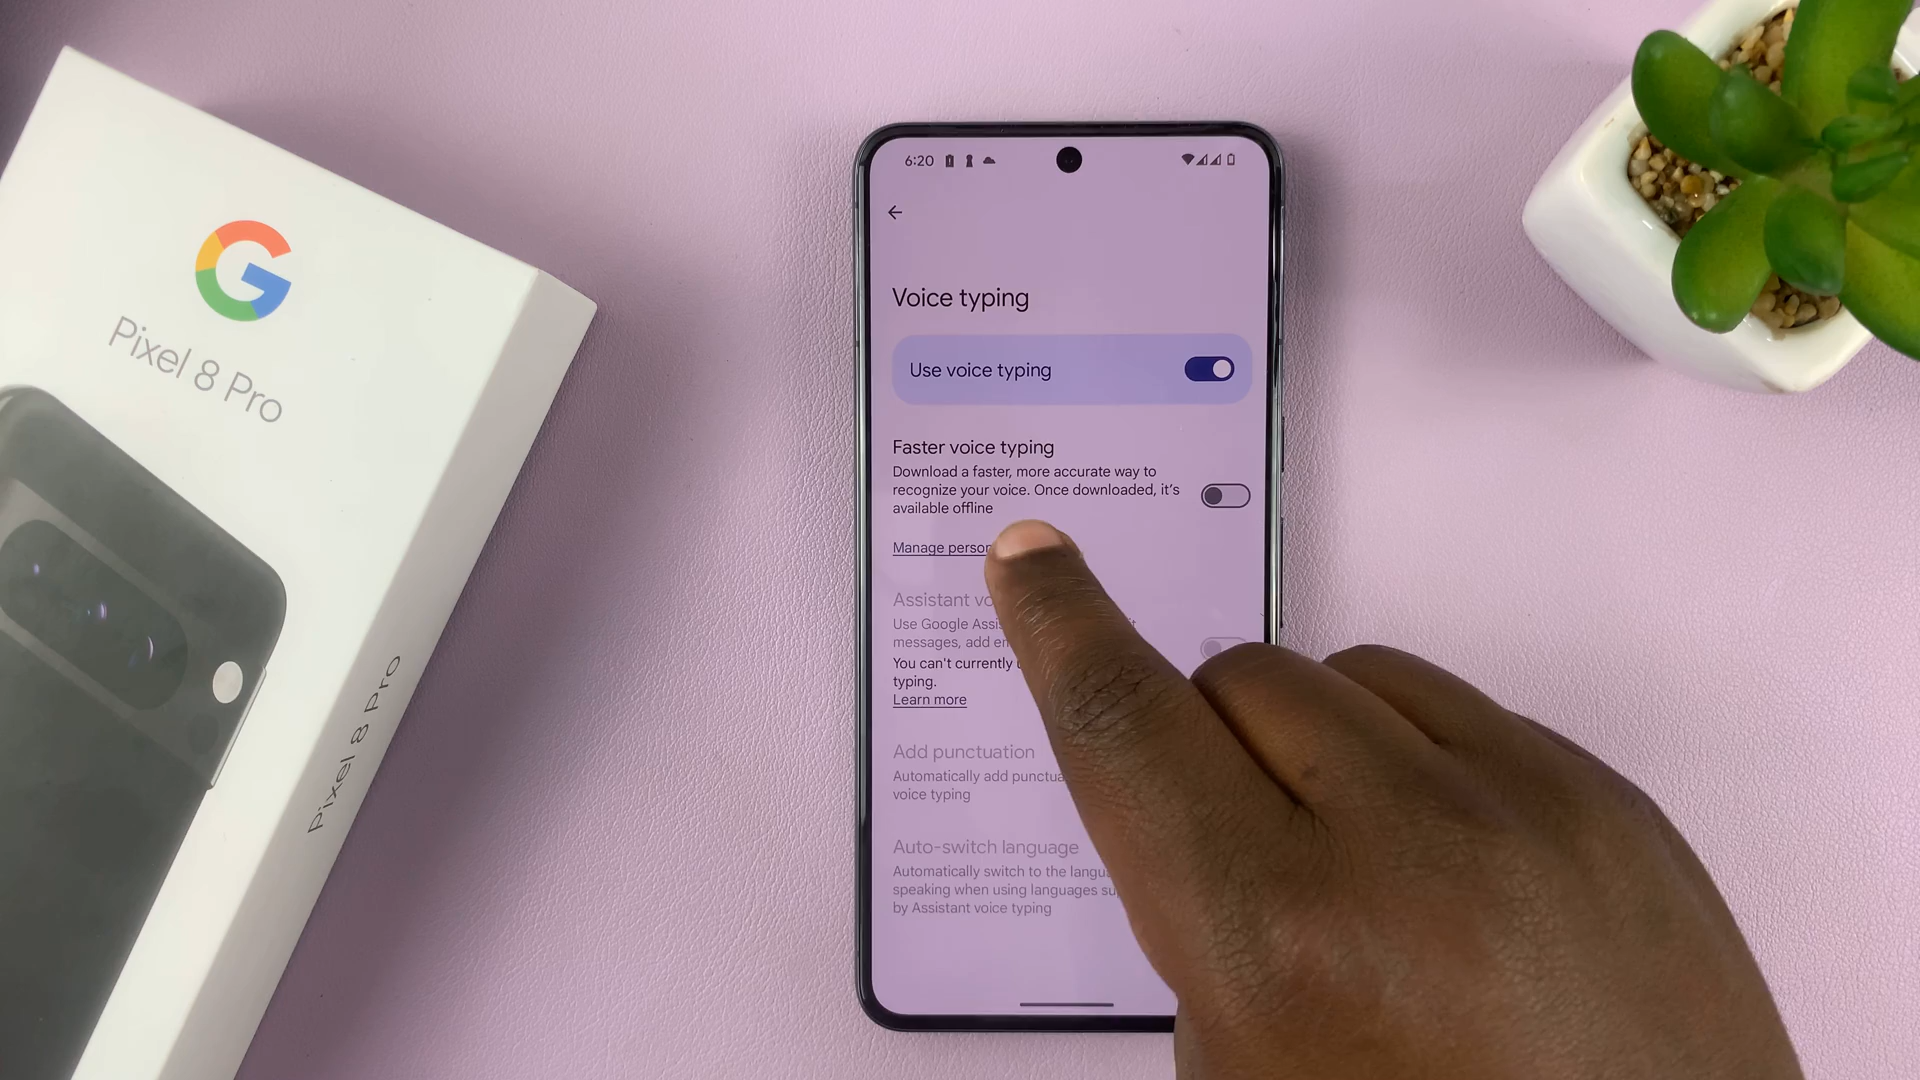 Pixel 8 Pro
Pixel 8 Pro
6:20
Voice typing
Use voice typing
Faster voice typing
Download a faster, more accurate way to
recognize your voice. Once downloaded, it's
available offline
Manage
Assistant
Use Google
messages, add
You can't currently
typing.
Learn more
Add punctuation
Automatically add
voice typing
Auto-switch language
Automatically switch to the
speaking when using languages
by Assistant voice typing